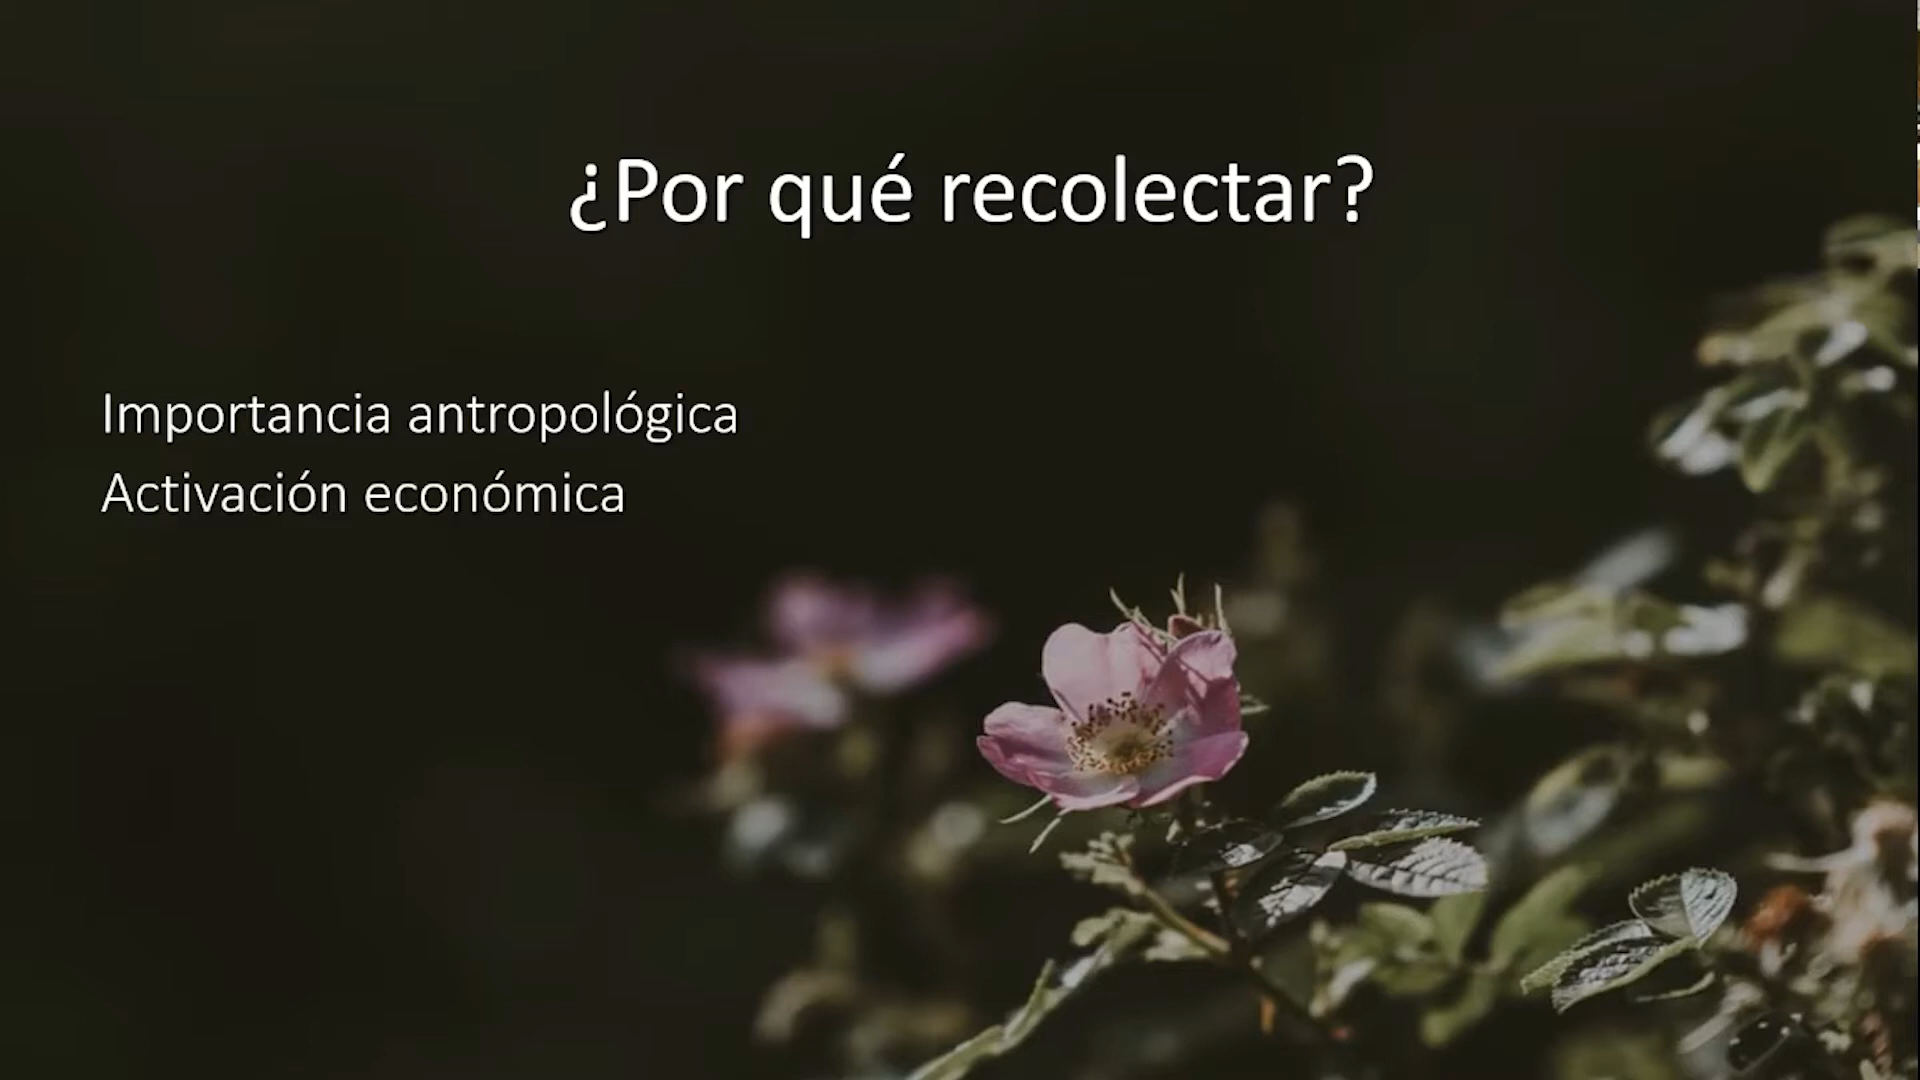 ¿Por qué recolectar?
Importancia antropológica
Activación económica